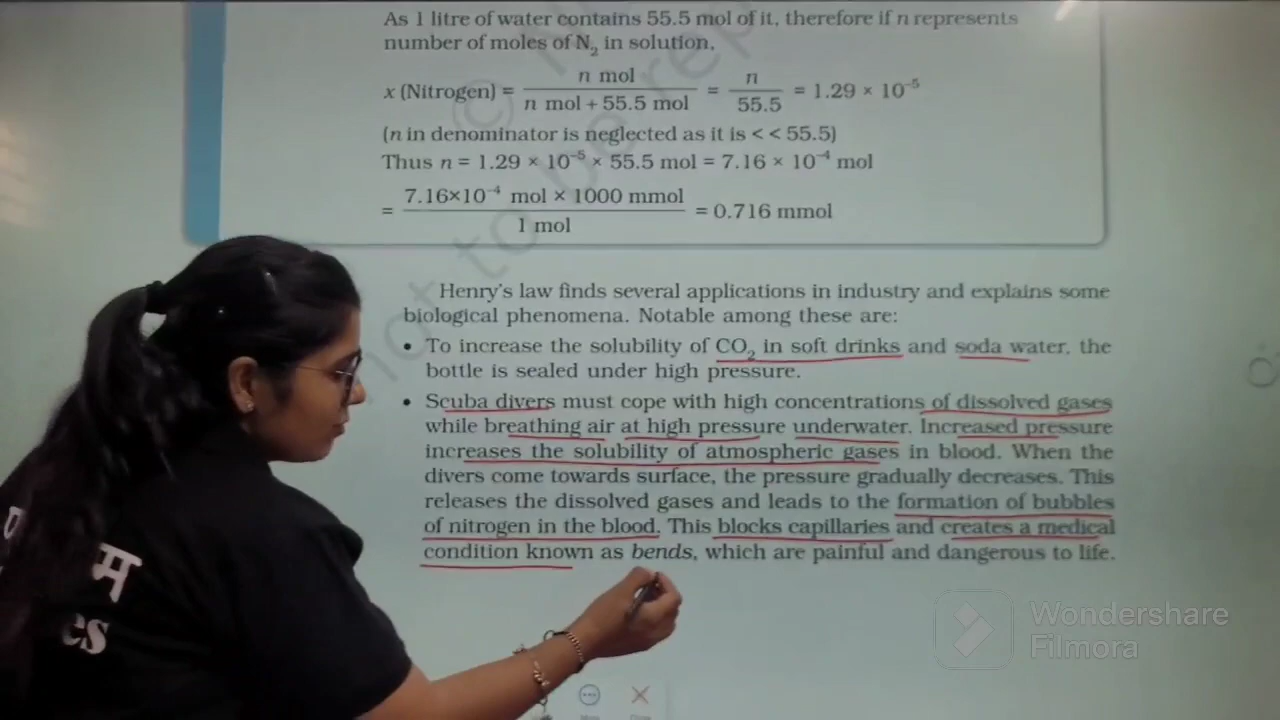 As 1 litre of water contains 55.5 mol of it, therefore if n represents
number of moles of N₂ in solution,
x (Nitrogen) = n mol / n mol + 55.5 mol = n / 55.5 = 1.29 × 10⁻⁵
(n in denominator is neglected as it is < < 55.5)
Thus n = 1.29 × 10⁻⁵ × 55.5 mol = 7.16 × 10⁻⁴ mol
= 7.16×10⁻⁴ mol × 1000 mmol / 1 mol = 0.716 mmol
Henry's law finds several applications in industry and explains some
biological phenomena. Notable among these are:
• To increase the solubility of CO₂ in soft drinks and soda water, the
bottle is sealed under high pressure.
• Scuba divers must cope with high concentrations of dissolved gases
while breathing air at high pressure underwater. Increased pressure
increases the solubility of atmospheric gases in blood. When the
divers come towards surface, the pressure gradually decreases. This
releases the dissolved gases and leads to the formation of bubbles
of nitrogen in the blood. This blocks capillaries and creates a medical
condition known as bends, which are painful and dangerous to life.
not to be rep
es
Wondershare
Filmora